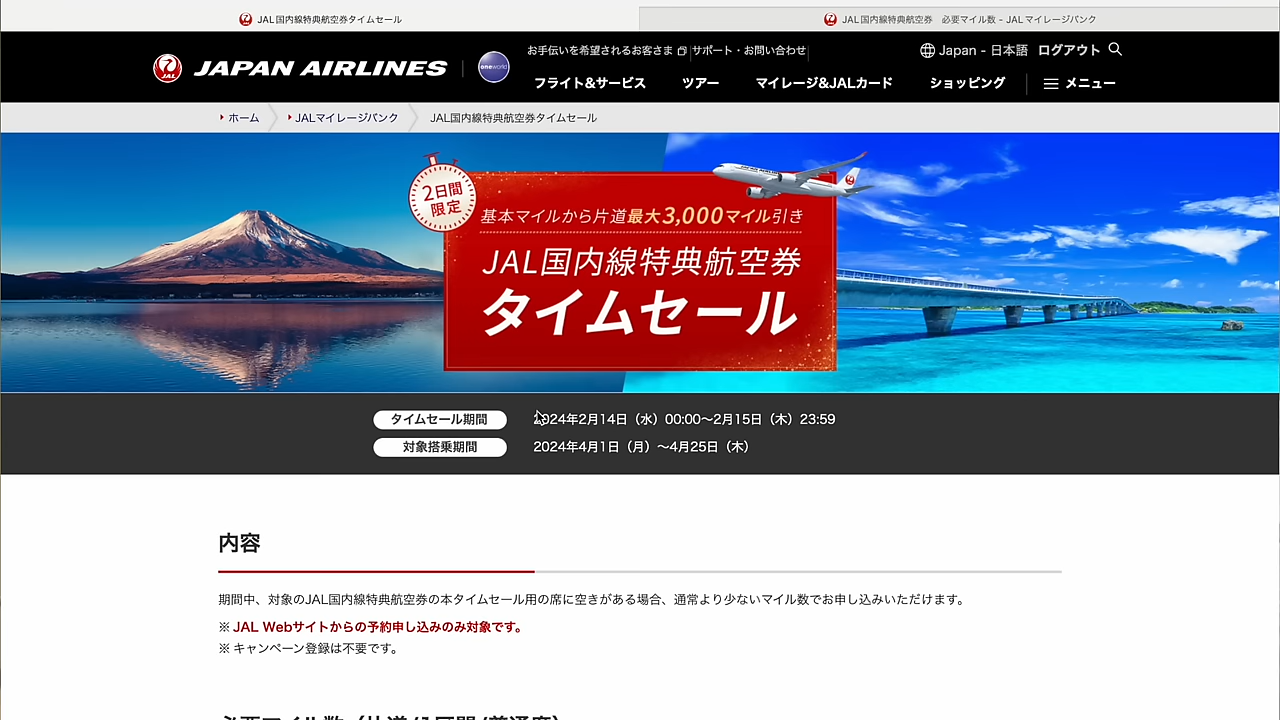 JAL国内線特典航空券タイムセール
JAL国内線特典航空券　必要マイル数 - JALマイレージバンク
JAL
JAPAN AIRLINES
oneworld
お手伝いを希望されるお客さま
サポート・お問い合わせ
Japan - 日本語
ログアウト
フライト&サービス
ツアー
マイレージ&JALカード
ショッピング
メニュー
ホーム
JALマイレージバンク
JAL国内線特典航空券タイムセール
2日間
限定
基本マイルから片道最大3,000マイル引き
JAL国内線特典航空券
タイムセール
タイムセール期間
2024年2月14日（水）00:00～2月15日（木）23:59
対象搭乗期間
2024年4月1日（月）～4月25日（木）
内容
期間中、対象のJAL国内線特典航空券の本タイムセール用の席に空きがある場合、通常より少ないマイル数でお申し込みいただけます。
※ JAL Webサイトからの予約申し込みのみ対象です。
※ キャンペーン登録は不要です。
必要マイル数（片道/1区間/普通席）